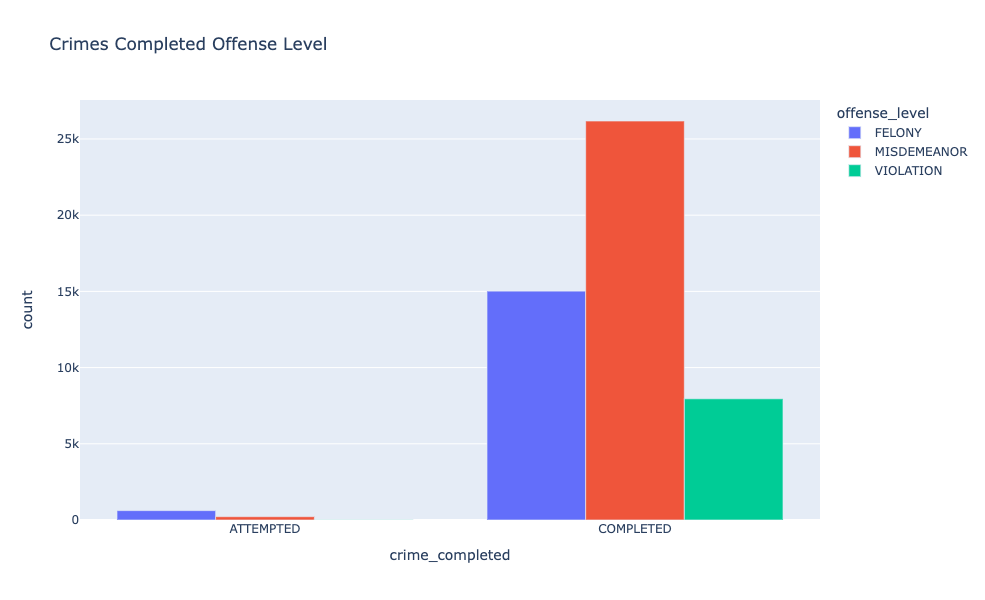 Crimes Completed Offense Level
offense_level
FELONY
MISDEMEANOR
VIOLATION
25k
20k
15k
10k
5k
0
count
ATTEMPTED
COMPLETED
crime_completed